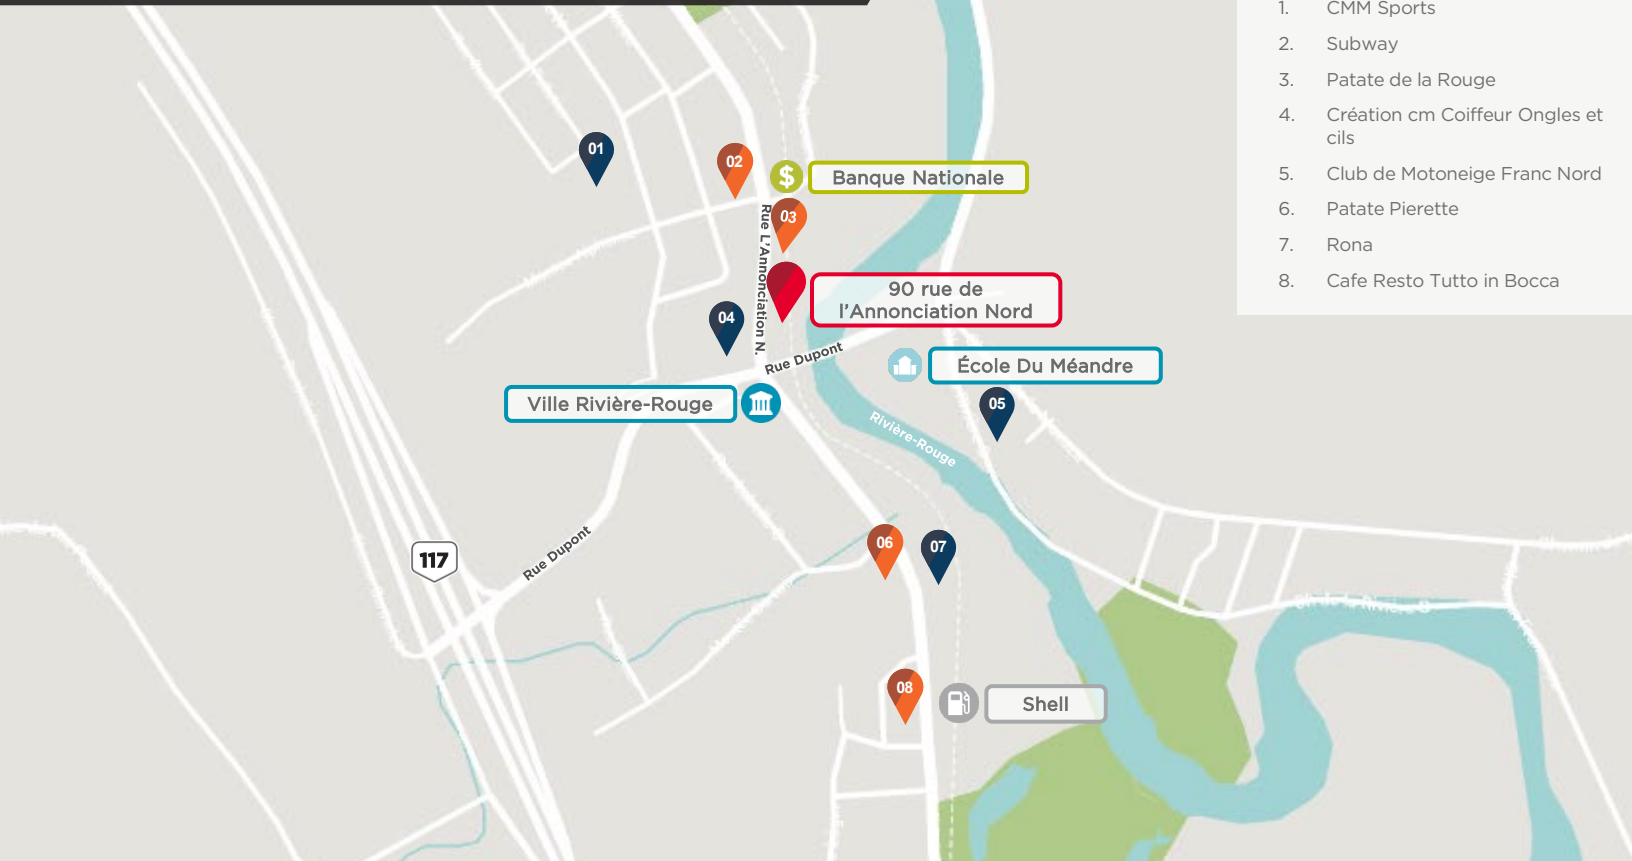 1. CMM Sports
2. Subway
3. Patate de la Rouge
4. Création cm Coiffeur Ongles et
cils
5. Club de Motoneige Franc Nord
6. Patate Pierette
7. Rona
8. Cafe Resto Tutto in Bocca
01
02
Banque Nationale
03
Rue L'Annonciation N.
90 rue de
l'Annonciation Nord
04
Rue Dupont
École Du Méandre
Ville Rivière-Rouge
05
Rivière-Rouge
117
Rue Dupont
06
07
08
Shell